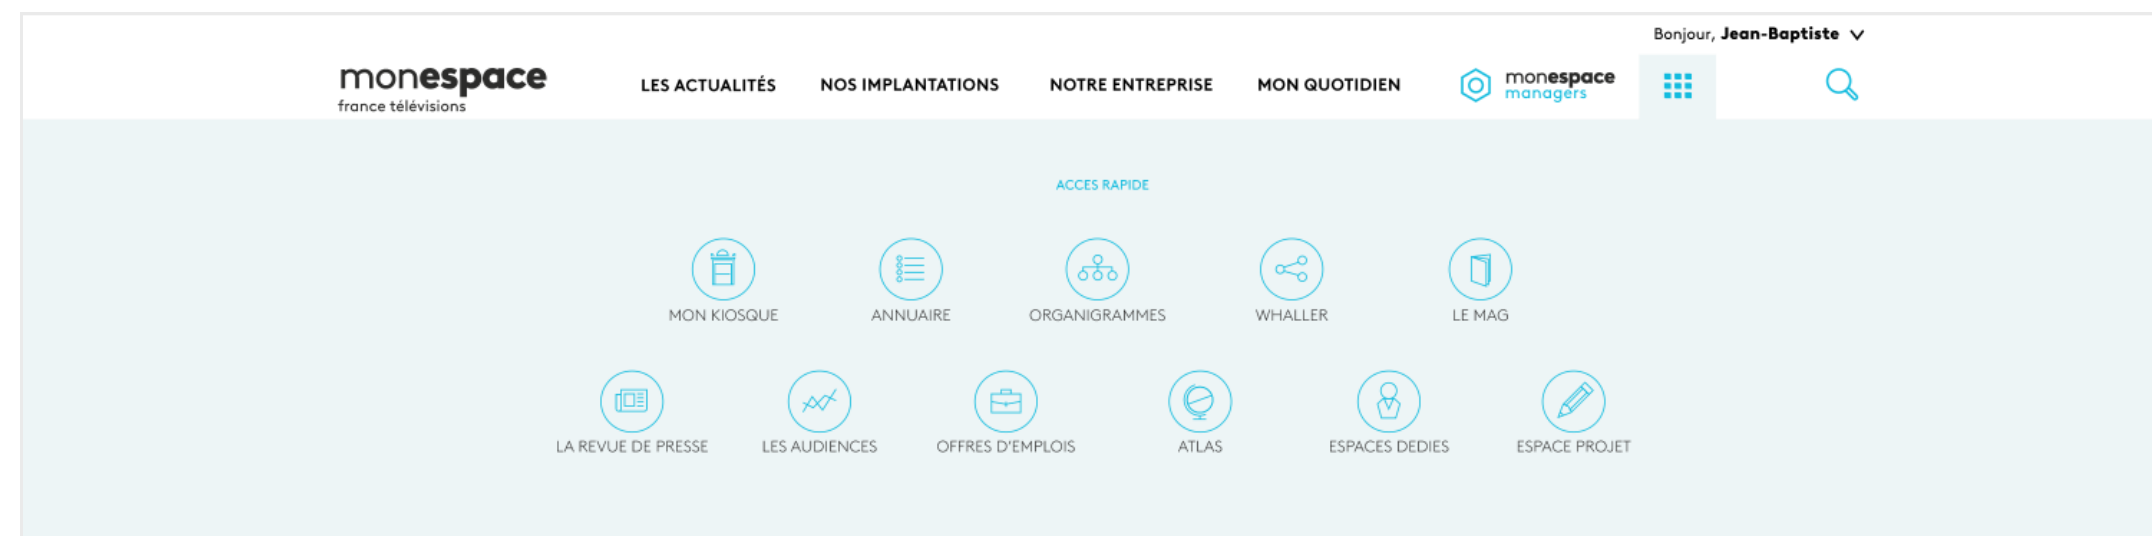 Bonjour, Jean-Baptiste
monespace
france télévisions
LES ACTUALITÉS
NOS IMPLANTATIONS
NOTRE ENTREPRISE
MON QUOTIDIEN
monespace
managers
ACCES RAPIDE
MON KIOSQUE
ANNUAIRE
ORGANIGRAMMES
WHALLER
LE MAG
LA REVUE DE PRESSE
LES AUDIENCES
OFFRES D'EMPLOIS
ATLAS
ESPACES DEDIES
ESPACE PROJET